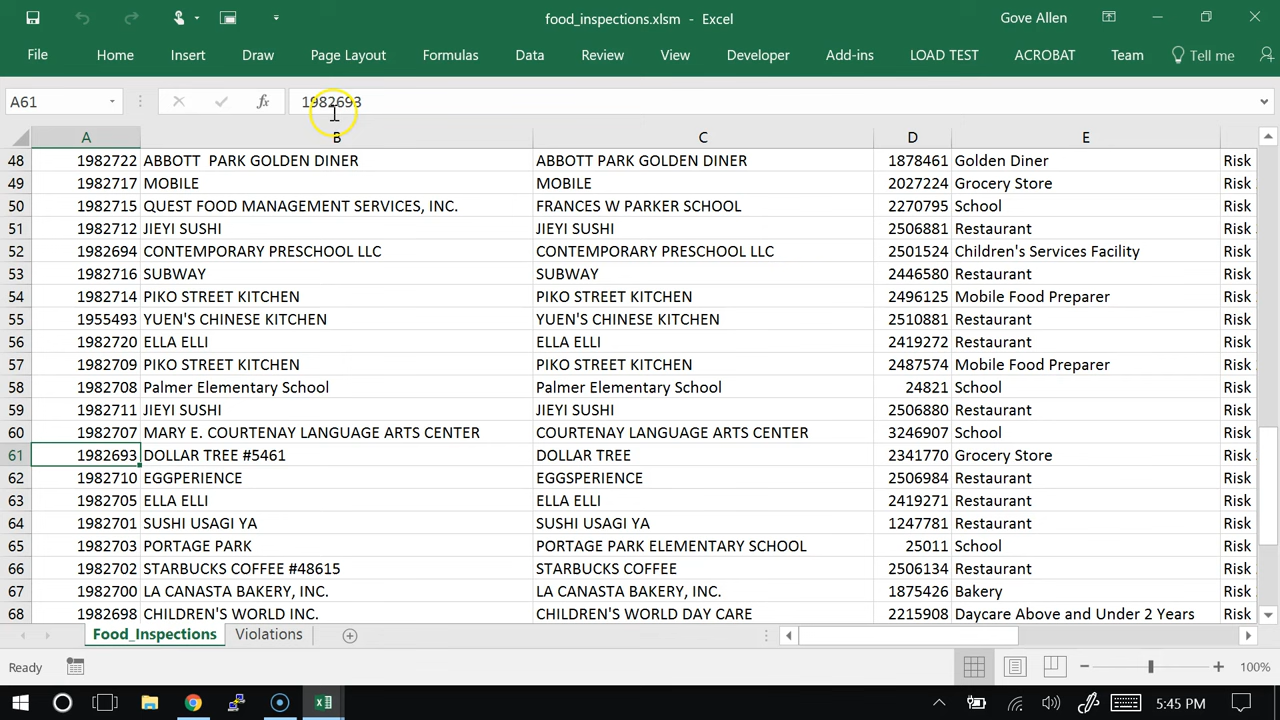 food_inspections.xlsm - Excel
Gove Allen
File Home Insert Draw Page Layout Formulas Data Review View Developer Add-ins LOAD TEST ACROBAT Team Tell me
A61 fx 1982693
A B C D E
48 1982722 ABBOTT  PARK GOLDEN DINER ABBOTT PARK GOLDEN DINER 1878461 Golden Diner Risk
49 1982717 MOBILE MOBILE 2027224 Grocery Store Risk
50 1982715 QUEST FOOD MANAGEMENT SERVICES, INC. FRANCES W PARKER SCHOOL 2270795 School Risk
51 1982712 JIEYI SUSHI JIEYI SUSHI 2506881 Restaurant Risk
52 1982694 CONTEMPORARY PRESCHOOL LLC CONTEMPORARY PRESCHOOL LLC 2501524 Children's Services Facility Risk
53 1982716 SUBWAY SUBWAY 2446580 Restaurant Risk
54 1982714 PIKO STREET KITCHEN PIKO STREET KITCHEN 2496125 Mobile Food Preparer Risk
55 1955493 YUEN'S CHINESE KITCHEN YUEN'S CHINESE KITCHEN 2510881 Restaurant Risk
56 1982720 ELLA ELLI ELLA ELLI 2419272 Restaurant Risk
57 1982709 PIKO STREET KITCHEN PIKO STREET KITCHEN 2487574 Mobile Food Preparer Risk
58 1982708 Palmer Elementary School Palmer Elementary School 24821 School Risk
59 1982711 JIEYI SUSHI JIEYI SUSHI 2506880 Restaurant Risk
60 1982707 MARY E. COURTENAY LANGUAGE ARTS CENTER COURTENAY LANGUAGE ARTS CENTER 3246907 School Risk
61 1982693 DOLLAR TREE #5461 DOLLAR TREE 2341770 Grocery Store Risk
62 1982710 EGGPERIENCE EGGSPERIENCE 2506984 Restaurant Risk
63 1982705 ELLA ELLI ELLA ELLI 2419271 Restaurant Risk
64 1982701 SUSHI USAGI YA SUSHI USAGI YA 1247781 Restaurant Risk
65 1982703 PORTAGE PARK PORTAGE PARK ELEMENTARY SCHOOL 25011 School Risk
66 1982702 STARBUCKS COFFEE #48615 STARBUCKS COFFEE 2506134 Restaurant Risk
67 1982700 LA CANASTA BAKERY, INC. LA CANASTA BAKERY, INC. 1875426 Bakery Risk
68 1982698 CHILDREN'S WORLD INC. CHILDREN'S WORLD DAY CARE 2215908 Daycare Above and Under 2 Years Risk
Food_Inspections Violations
Ready 100%
5:45 PM